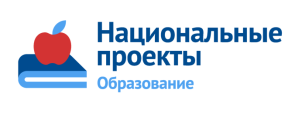 Национальные
проекты
Образование